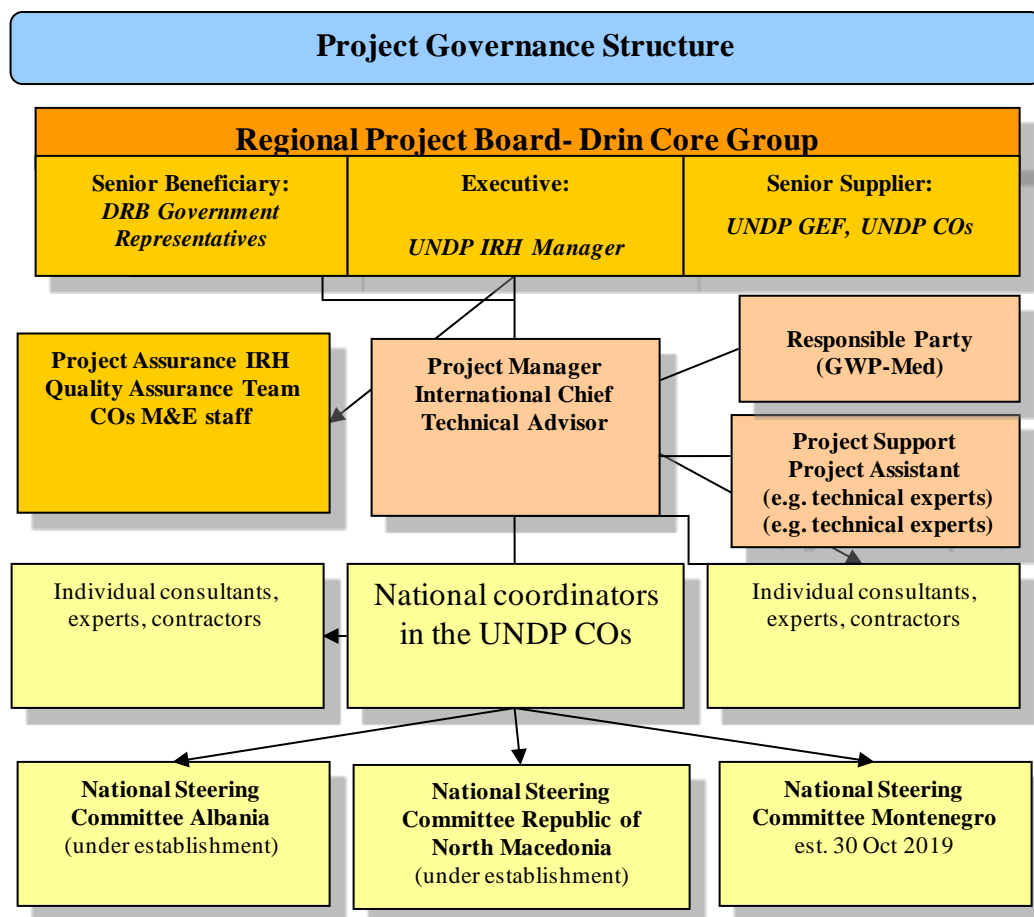 Project Governance Structure
Regional Project Board- Drin Core Group
Senior Beneficiary:
DRB Government
Representatives
Executive:
UNDP IRH Manager
Senior Supplier:
UNDP GEF, UNDP COs
Project Assurance IRH
Quality Assurance Team
COs M&E staff
Project Manager
International Chief
Technical Advisor
Responsible Party
(GWP-Med)
Project Support
Project Assistant
(e.g. technical experts)
(e.g. technical experts)
Individual consultants,
experts, contractors
National coordinators
in the UNDP COs
Individual consultants,
experts, contractors
National Steering
Committee Albania
(under establishment)
National Steering
Committee Republic of
North Macedonia
(under establishment)
National Steering
Committee Montenegro
est. 30 Oct 2019